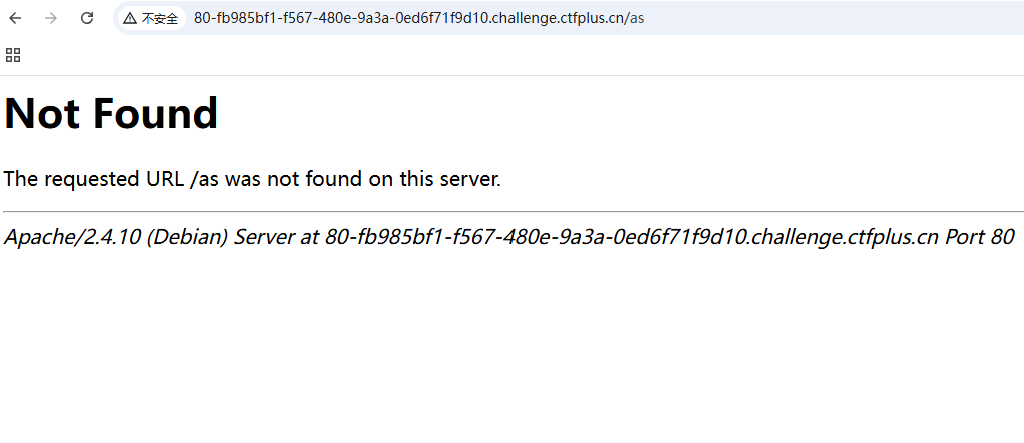 不安全 80-fb985bf1-f567-480e-9a3a-0ed6f71f9d10.challenge.ctfplus.cn/as
Not Found
The requested URL /as was not found on this server.
Apache/2.4.10 (Debian) Server at 80-fb985bf1-f567-480e-9a3a-0ed6f71f9d10.challenge.ctfplus.cn Port 80